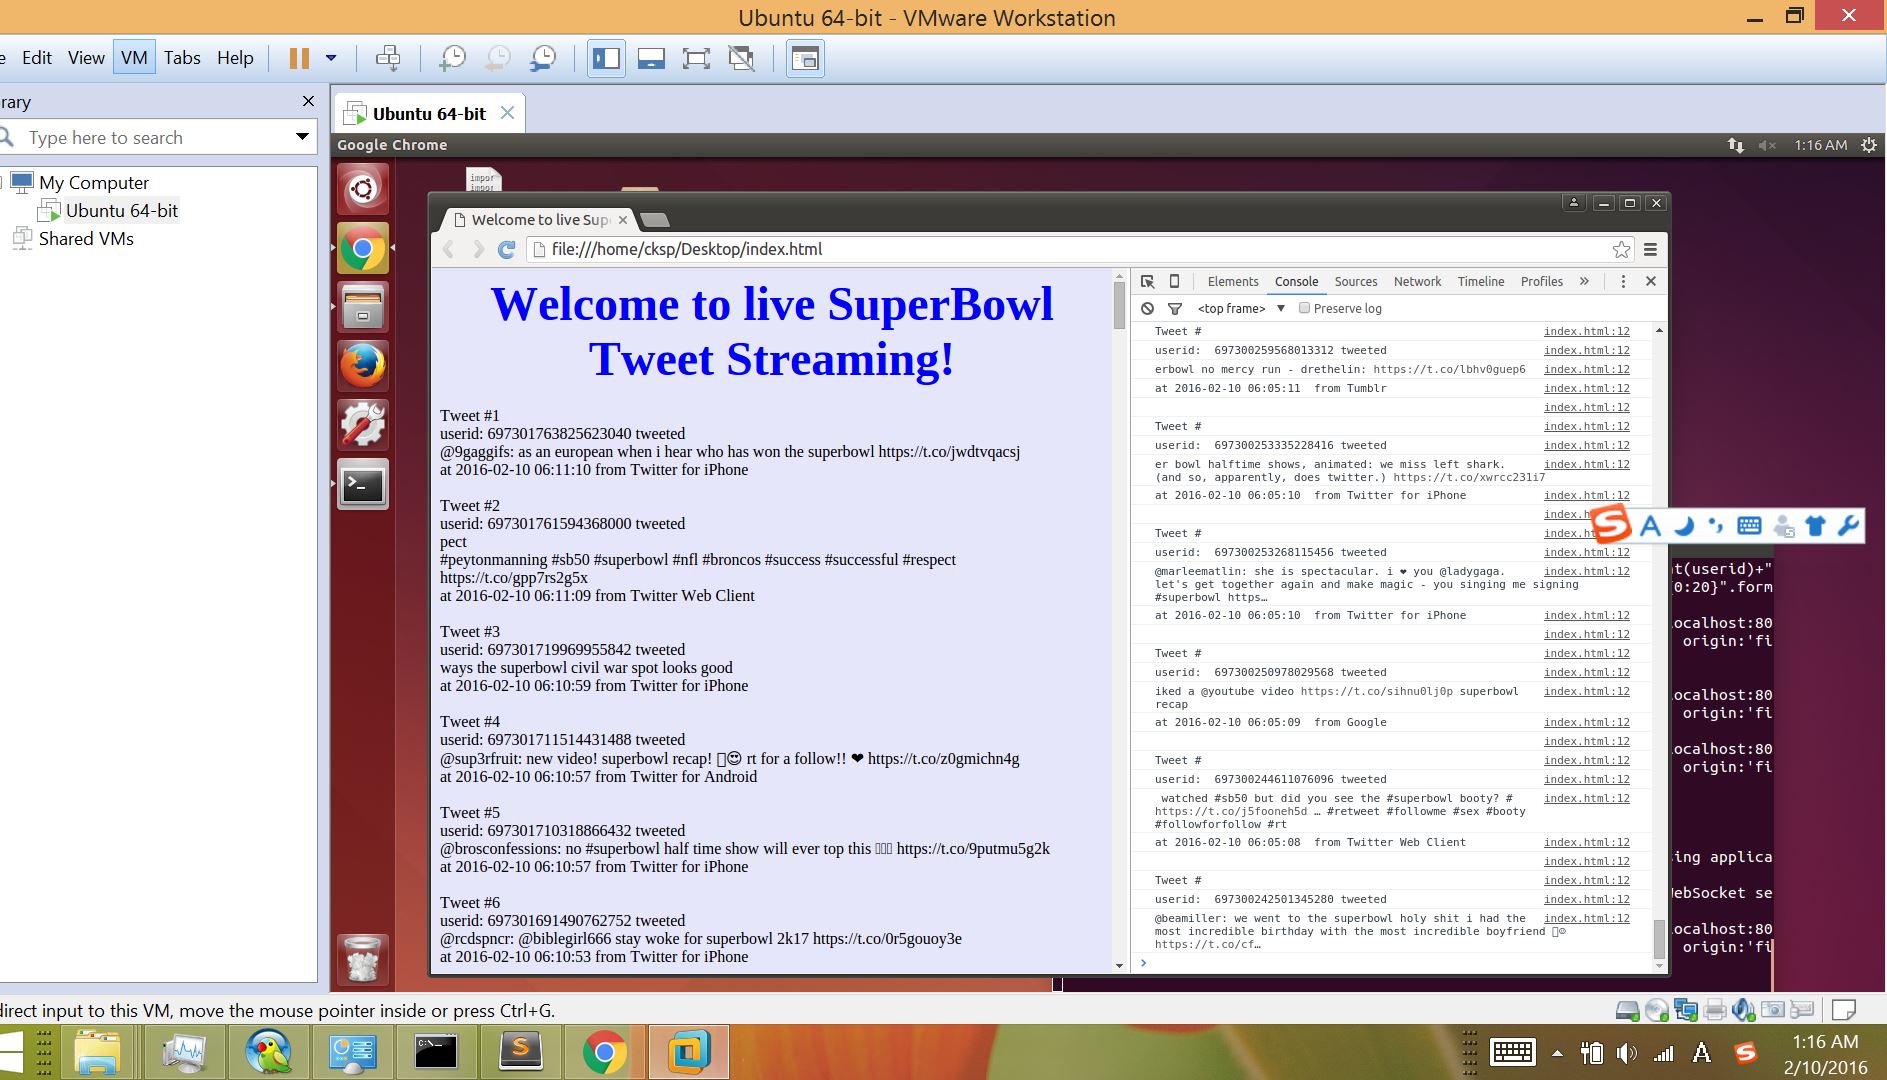 Ubuntu 64-bit - VMware Workstation
Edit View VM Tabs Help
rary
Type here to search
My Computer
Ubuntu 64-bit
Shared VMs
Ubuntu 64-bit
Google Chrome
1:16 AM
impor
impor
Welcome to live Sup
file:///home/cksp/Desktop/index.html
Welcome to live SuperBowl
Tweet Streaming!
Tweet #1
userid: 697301763825623040 tweeted
@9gaggifs: as an european when i hear who has won the superbowl https://t.co/jwdtvqacsj
at 2016-02-10 06:11:10 from Twitter for iPhone
Tweet #2
userid: 697301761594368000 tweeted
pect
#peytonmanning #sb50 #superbowl #nfl #broncos #success #successful #respect
https://t.co/gpp7rs2g5x
at 2016-02-10 06:11:09 from Twitter Web Client
Tweet #3
userid: 697301719969955842 tweeted
ways the superbowl civil war spot looks good
at 2016-02-10 06:10:59 from Twitter for iPhone
Tweet #4
userid: 697301711514431488 tweeted
@sup3rfruit: new video! superbowl recap! 😍 rt for a follow!! ❤ https://t.co/z0gmichn4g
at 2016-02-10 06:10:57 from Twitter for Android
Tweet #5
userid: 697301710318866432 tweeted
@brosconfessions: no #superbowl half time show will ever top this https://t.co/9putmu5g2k
at 2016-02-10 06:10:57 from Twitter for iPhone
Tweet #6
userid: 697301691490762752 tweeted
@rcdspncr: @biblegirl666 stay woke for superbowl 2k17 https://t.co/0r5gouoy3e
at 2016-02-10 06:10:53 from Twitter for iPhone
Elements Console Sources Network Timeline Profiles »
<top frame> ▼ Preserve log
Tweet # index.html:12
userid: 697300259568013312 tweeted index.html:12
erbowl no mercy run - drethelin: https://t.co/lbhv0guep6 index.html:12
at 2016-02-10 06:05:11 from Tumblr index.html:12
index.html:12
Tweet # index.html:12
userid: 697300253335228416 tweeted index.html:12
er bowl halftime shows, animated: we miss left shark. index.html:12
(and so, apparently, does twitter.) https://t.co/xwrcc231i7
at 2016-02-10 06:05:10 from Twitter for iPhone index.html:12
index.h
Tweet # index.ht
userid: 697300253268115456 tweeted index.html:12
@marleematlin: she is spectacular. i ❤ you @ladygaga. index.html:12
let's get together again and make magic - you singing me signing
#superbowl https…
at 2016-02-10 06:05:10 from Twitter for iPhone index.html:12
index.html:12
Tweet # index.html:12
userid: 697300250978029568 tweeted index.html:12
iked a @youtube video https://t.co/sihnu0lj0p superbowl index.html:12
recap
at 2016-02-10 06:05:09 from Google index.html:12
index.html:12
Tweet # index.html:12
userid: 697300244611076096 tweeted index.html:12
watched #sb50 but did you see the #superbowl booty? # index.html:12
https://t.co/j5fooneh5d … #retweet #followme #sex #booty
#followforfollow #rt
at 2016-02-10 06:05:08 from Twitter Web Client index.html:12
index.html:12
Tweet # index.html:12
userid: 697300242501345280 tweeted index.html:12
@beamiller: we went to the superbowl holy shit i had the index.html:12
most incredible birthday with the most incredible boyfriend ☺
https://t.co/cf…
t(userid)+"
0:20}".form
ocalhost:80
origin:'fi
ocalhost:80
origin:'fi
ocalhost:80
origin:'fi
ing applica
WebSocket se
ocalhost:80
origin:'fi
direct input to this VM, move the mouse pointer inside or press Ctrl+G.
1:16 AM
2/10/2016